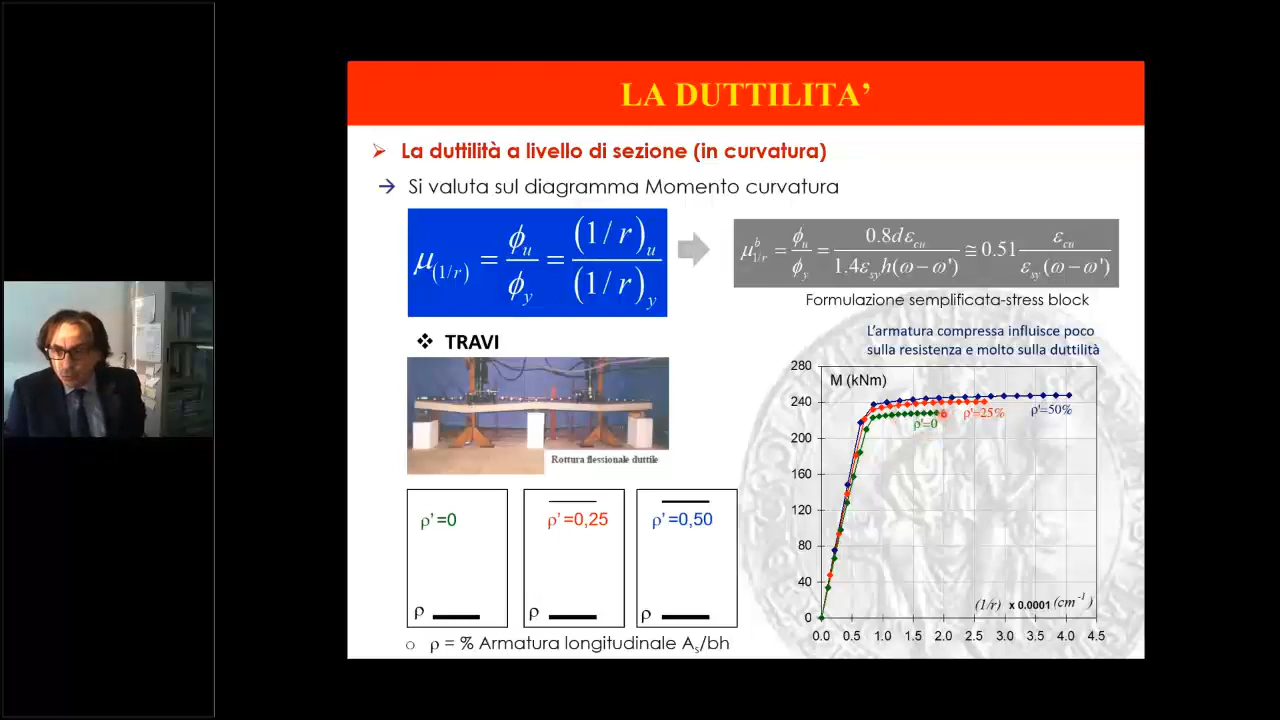 LA DUTTILITA'
➢ La duttilità a livello di sezione (in curvatura)
→ Si valuta sul diagramma Momento curvatura
μ(1/r) = ϕu/ϕy = (1/r)u/(1/r)y
μ^b 1/r = ϕu/ϕy = 0.8dεcu/1.4εsyh(ω−ω') ≅ 0.51 εcu/εsy(ω−ω')
Formulazione semplificata-stress block
❖ TRAVI
Rottura flessionale duttile
L'armatura compressa influisce poco
sulla resistenza e molto sulla duttilità
M (kNm)
280
240
200
160
120
80
40
0
ρ'=0
ρ'=25%
ρ'=50%
(1/r) x 0.0001 (cm⁻¹)
0.0 0.5 1.0 1.5 2.0 2.5 3.0 3.5 4.0 4.5
ρ'=0
ρ'=0,25
ρ'=0,50
ρ
ρ
ρ
○ ρ = % Armatura longitudinale As/bh